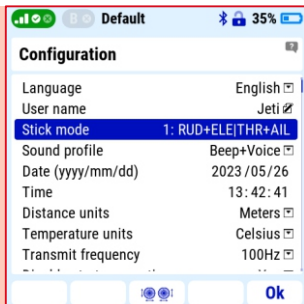 Default 35%
Configuration
Language English
User name Jeti
Stick mode 1: RUD+ELE|THR+AIL
Sound profile Beep+Voice
Date (yyyy/mm/dd) 2023/05/26
Time 13:42:41
Distance units Meters
Temperature units Celsius
Transmit frequency 100Hz
Ok